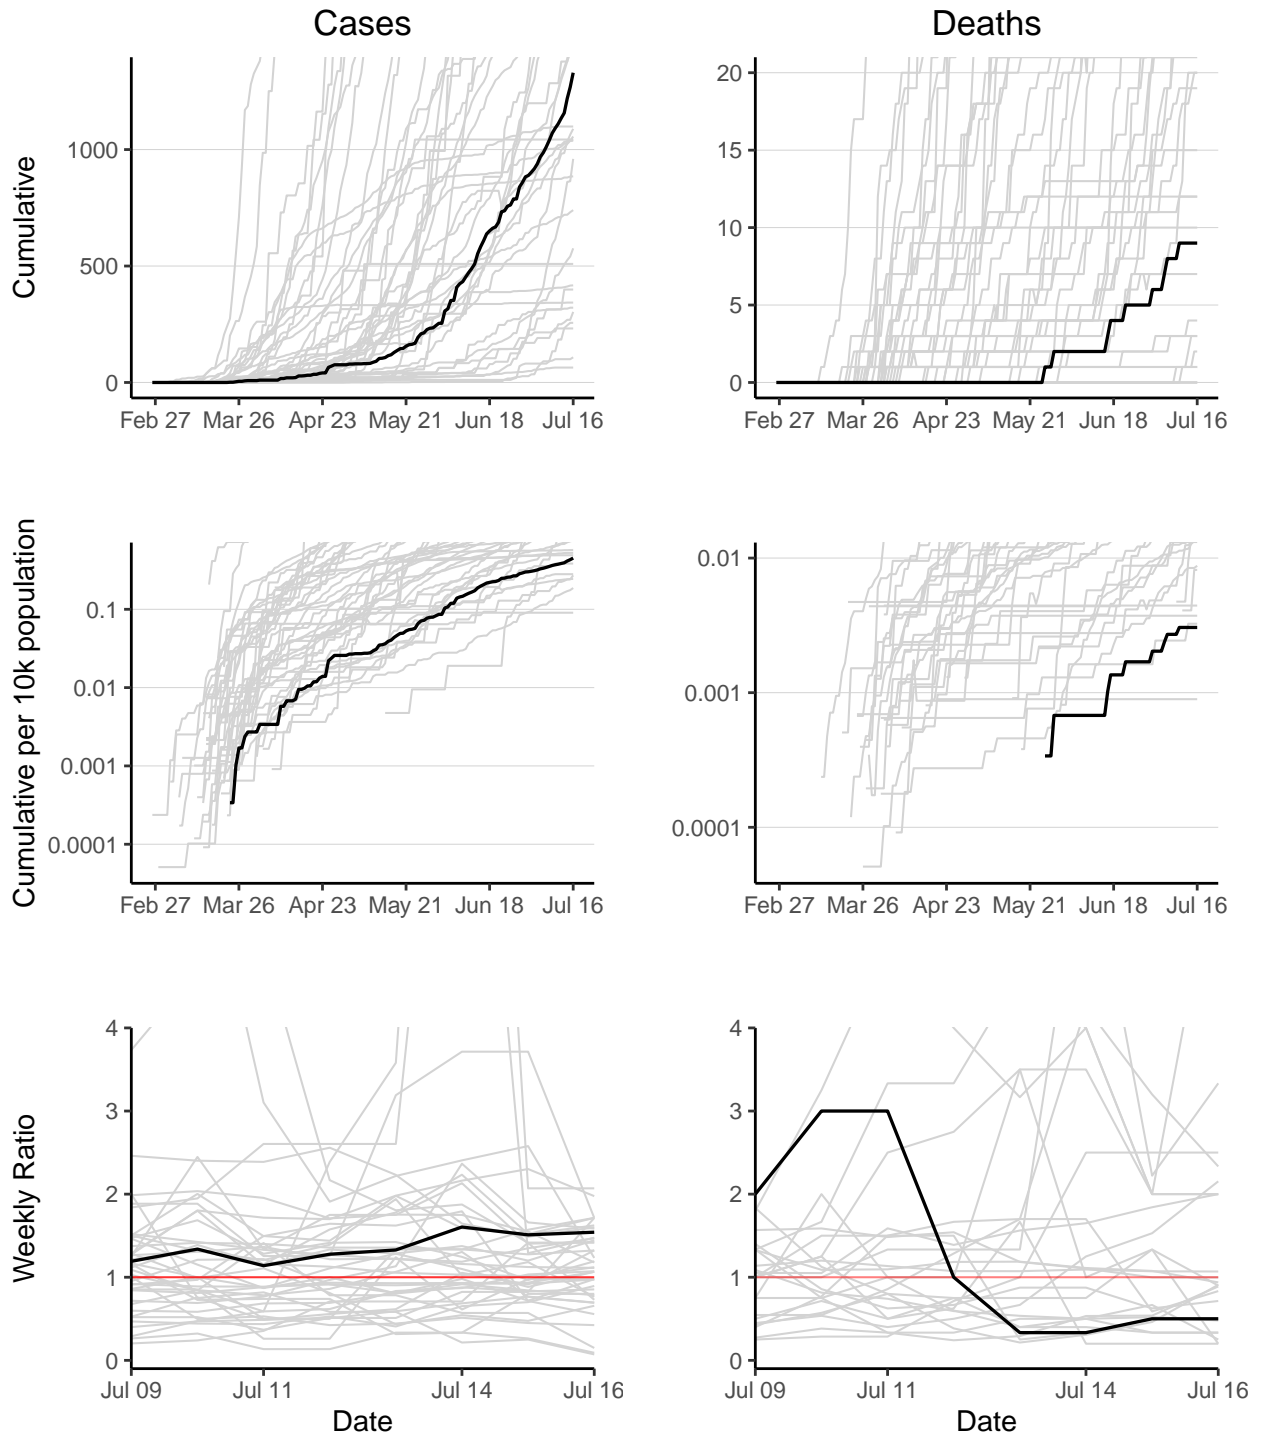 Cases
Deaths
Cumulative
1000
500
0
Feb 27 Mar 26 Apr 23 May 21 Jun 18 Jul 16
20
15
10
5
0
Feb 27 Mar 26 Apr 23 May 21 Jun 18 Jul 16
Cumulative per 10k population
0.1
0.01
0.001
0.0001
Feb 27 Mar 26 Apr 23 May 21 Jun 18 Jul 16
0.01
0.001
0.0001
Feb 27 Mar 26 Apr 23 May 21 Jun 18 Jul 16
Weekly Ratio
4
3
2
1
0
Jul 09 Jul 11 Jul 14 Jul 16
Date
4
3
2
1
0
Jul 09 Jul 11 Jul 14 Jul 16
Date